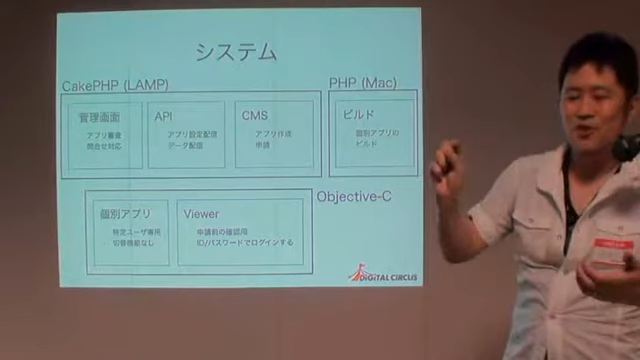 システム
CakePHP (LAMP)
PHP (Mac)
管理画面
アプリ審査
問合せ対応
API
アプリ設定配信
データ配信
CMS
アプリ作成
申請
ビルド
個別アプリの
ビルド
個別アプリ
特定ユーザ専用
切替機能なし
Viewer
申請前の確認用
ID/パスワードでログインする
Objective-C
DIGITAL CIRCUS